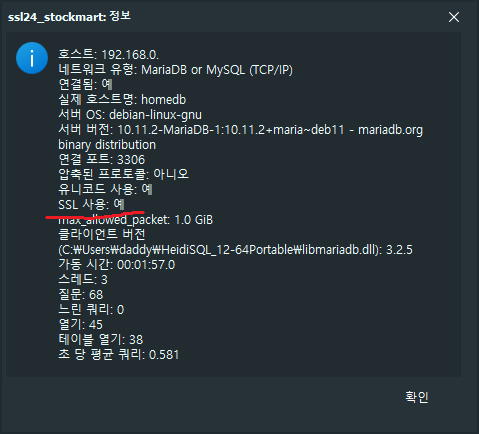 ssl24_stockmart: 정보
호스트: 192.168.0.
네트워크 유형: MariaDB or MySQL (TCP/IP)
연결됨: 예
실제 호스트명: homedb
서버 OS: debian-linux-gnu
서버 버전: 10.11.2-MariaDB-1:10.11.2+maria~deb11 - mariadb.org
binary distribution
연결 포트: 3306
압축된 프로토콜: 아니오
유니코드 사용: 예
SSL 사용: 예
max_allowed_packet: 1.0 GiB
클라이언트 버전
(C:₩Users₩daddy₩HeidiSQL_12-64Portable₩libmariadb.dll): 3.2.5
가동 시간: 00:01:57.0
스레드: 3
질문: 68
느린 쿼리: 0
열기: 45
테이블 열기: 38
초 당 평균 쿼리: 0.581
확인